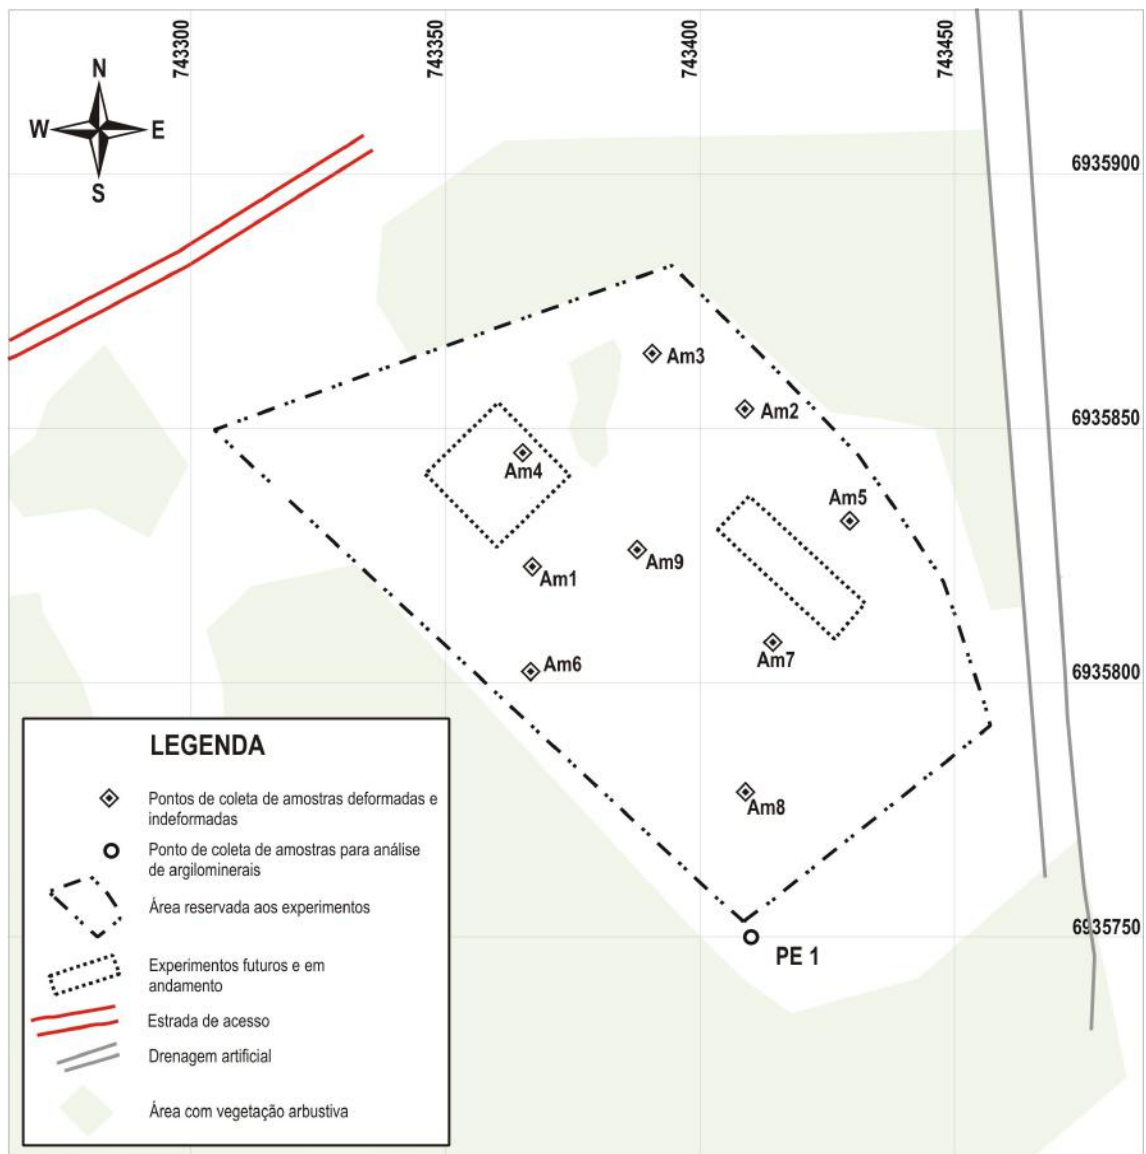 743300
743350
743400
743450
N
W
E
S
6935900
Am3
Am2
6935850
Am4
Am5
Am9
Am1
Am7
Am6
6935800
Am8
6935750
PE 1
LEGENDA
Pontos de coleta de amostras deformadas e
indeformadas
Ponto de coleta de amostras para análise
de argilominerais
Área reservada aos experimentos
Experimentos futuros e em
andamento
Estrada de acesso
Drenagem artificial
Área com vegetação arbustiva